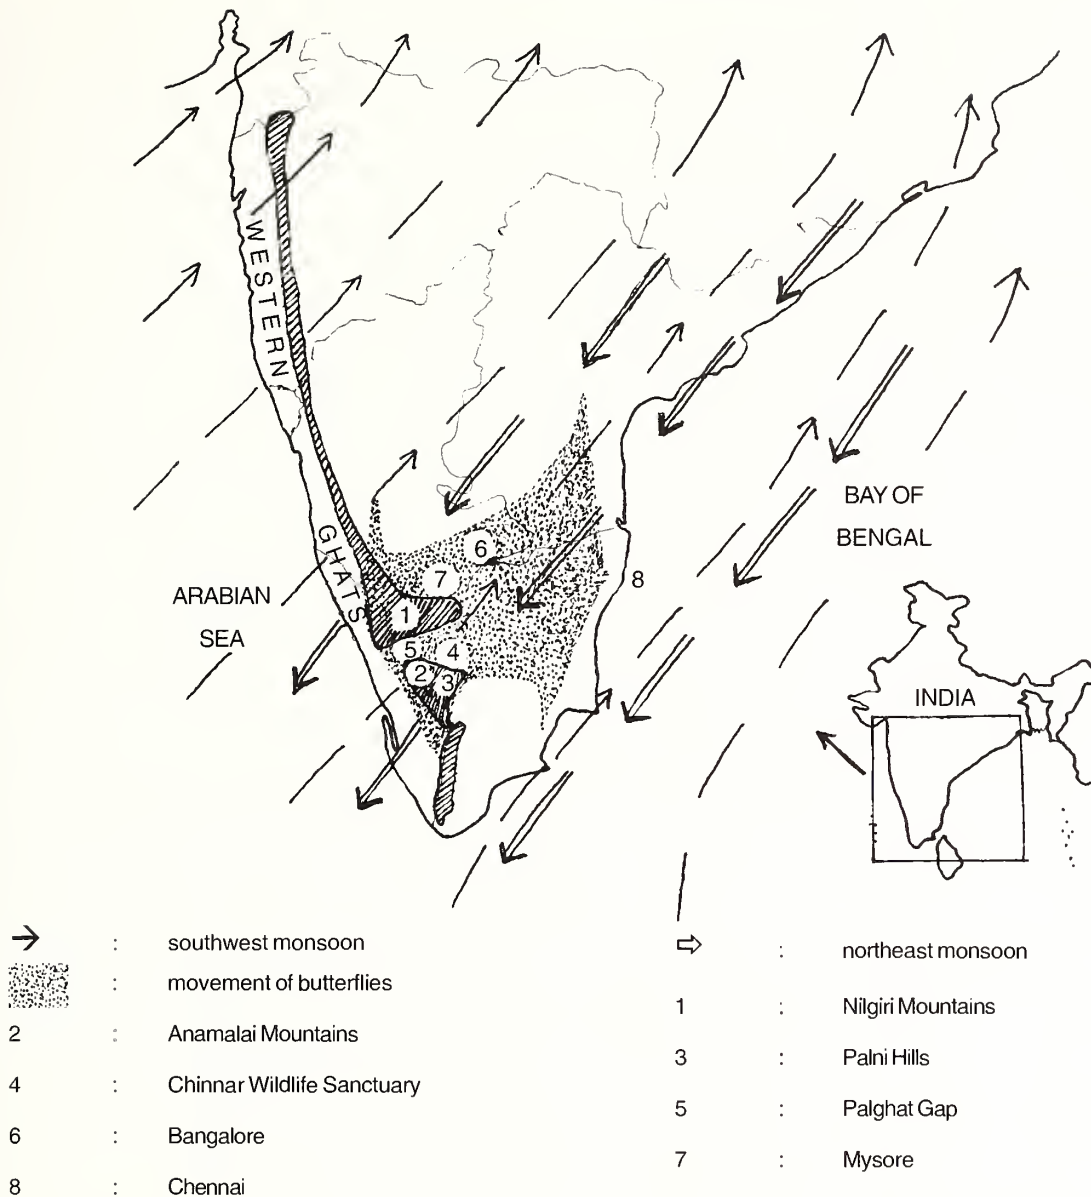 WESTERN
GHATS
6
7
1
5
4
2
3
8
ARABIAN
SEA
BAY OF
BENGAL
INDIA
→ : southwest monsoon
: movement of butterflies
2 : Anamalai Mountains
4 : Chinnar Wildlife Sanctuary
6 : Bangalore
8 : Chennai
⇨ : northeast monsoon
1 : Nilgiri Mountains
3 : Palni Hills
5 : Palghat Gap
7 : Mysore